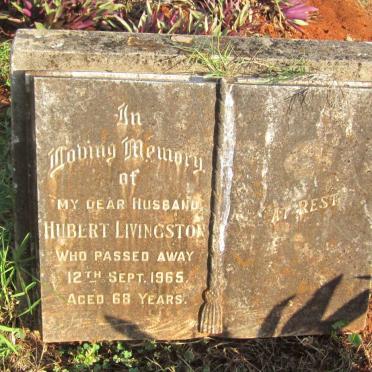 In
Loving Memory
of
MY DEAR HUSBAND
HUBERT LIVINGSTON
WHO PASSED AWAY
12TH SEPT. 1965.
AGED 68 YEARS.
AT REST